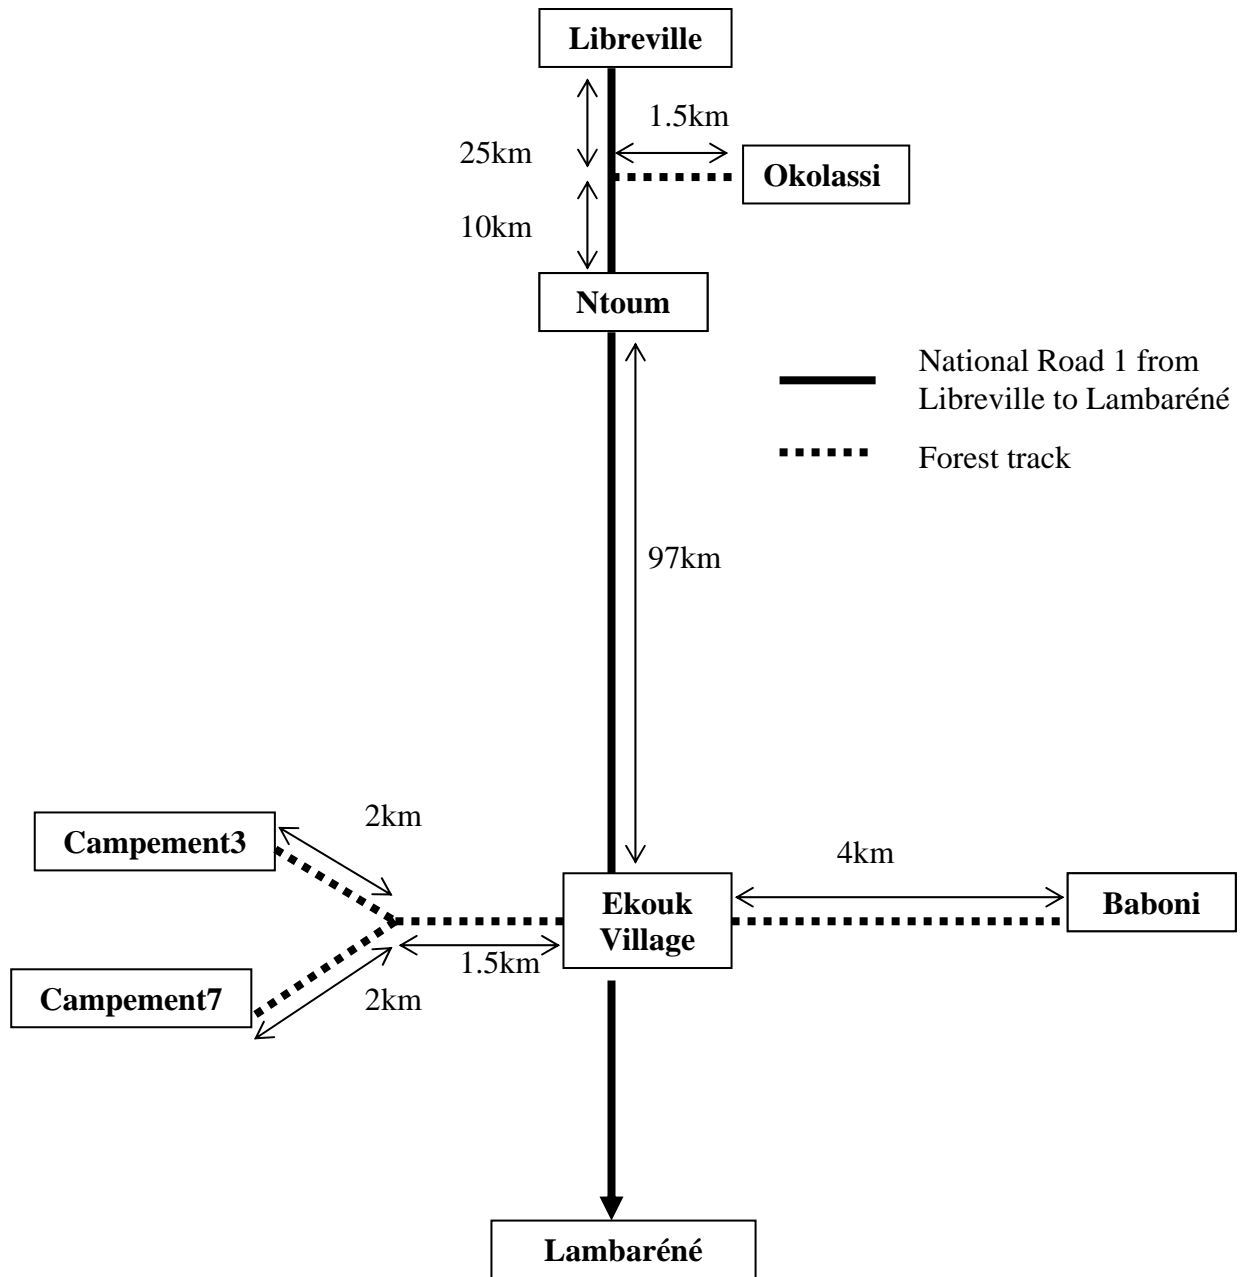 Libreville
1.5km
25km
Okolassi
10km
Ntoum
National Road 1 from
Libreville to Lambaréné
Forest track
97km
2km
Campement3
4km
Ekouk
Village
Baboni
1.5km
Campement7
2km
Lambaréné